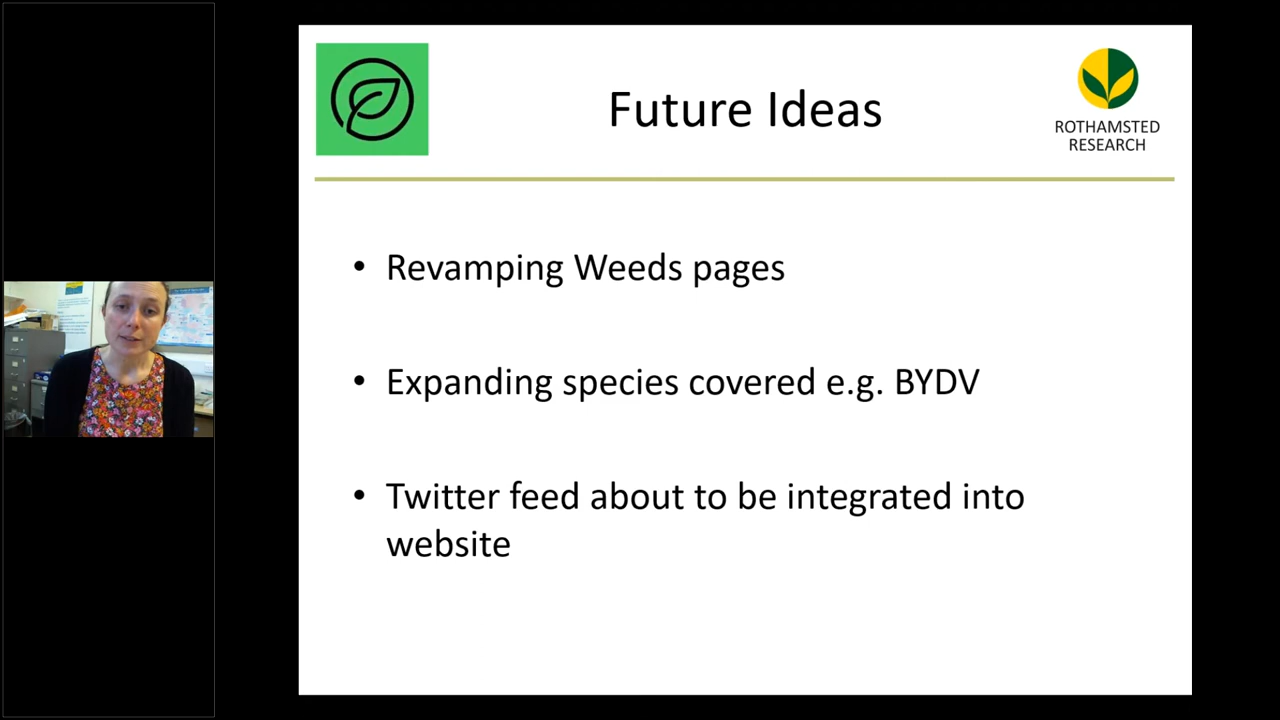 Future Ideas
ROTHAMSTED
RESEARCH
• Revamping Weeds pages
• Expanding species covered e.g. BYDV
• Twitter feed about to be integrated into
website